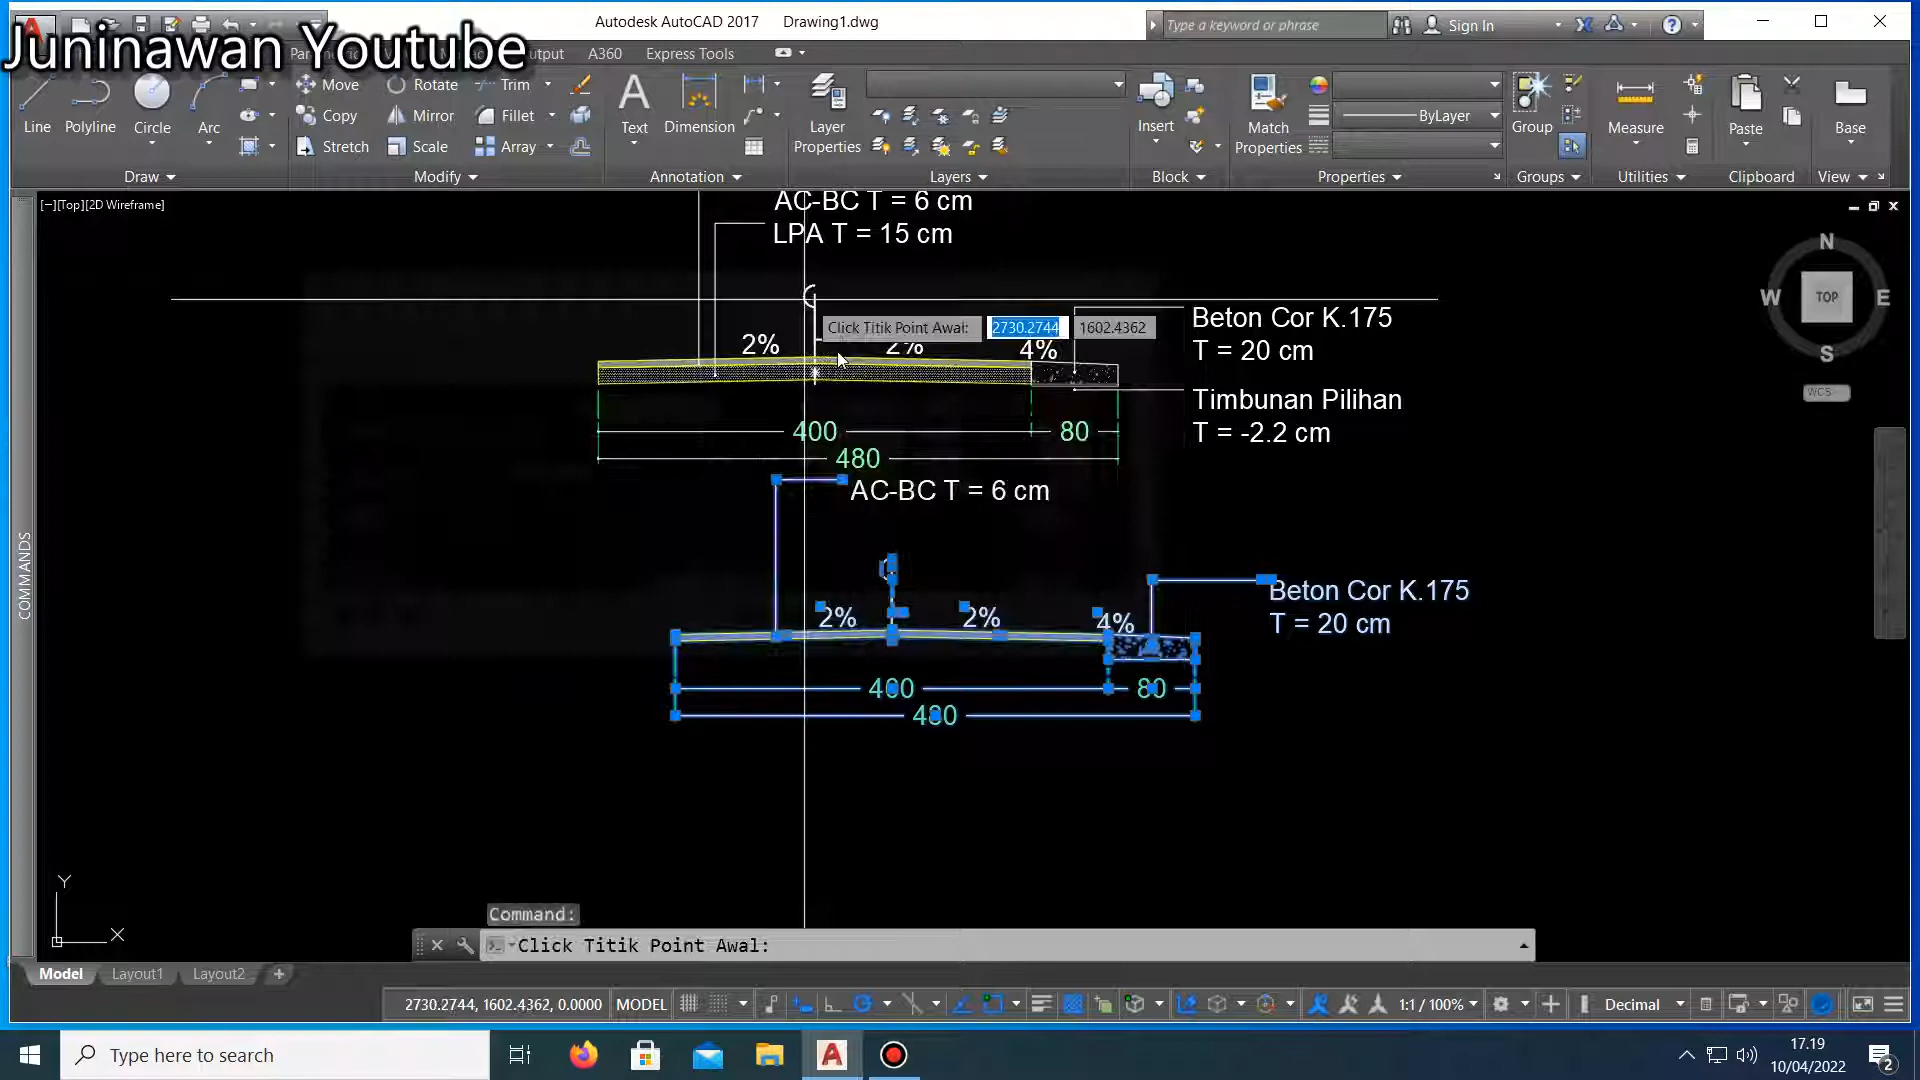 Autodesk AutoCAD 2017 Drawing1.dwg
Type a keyword or phrase
Sign In
Juninawan Youtube
utput A360 Express Tools
Move Rotate Trim
Copy Mirror Fillet
Stretch Scale Array
Line Polyline Circle Arc
Text Dimension
Layer Properties
Insert
Match Properties
ByLayer
Group
Measure
Paste
Base
Draw Modify Annotation Layers Block Properties Groups Utilities Clipboard View
[−][Top][2D Wireframe]
AC-BC T = 6 cm
LPA T = 15 cm
N
W TOP E
S
WCS
Click Titik Point Awal: 2730.2744 1602.4362
Beton Cor K.175
T = 20 cm
2% 2% 4%
Timbunan Pilihan
T = -2.2 cm
400 80
480
AC-BC T = 6 cm
Beton Cor K.175
T = 20 cm
2% 2% 4%
400 80
480
COMMANDS
Y
X
Command:
Click Titik Point Awal:
Model Layout1 Layout2 +
2730.2744, 1602.4362, 0.0000 MODEL 1:1 / 100% Decimal
Type here to search
17.19
10/04/2022
2